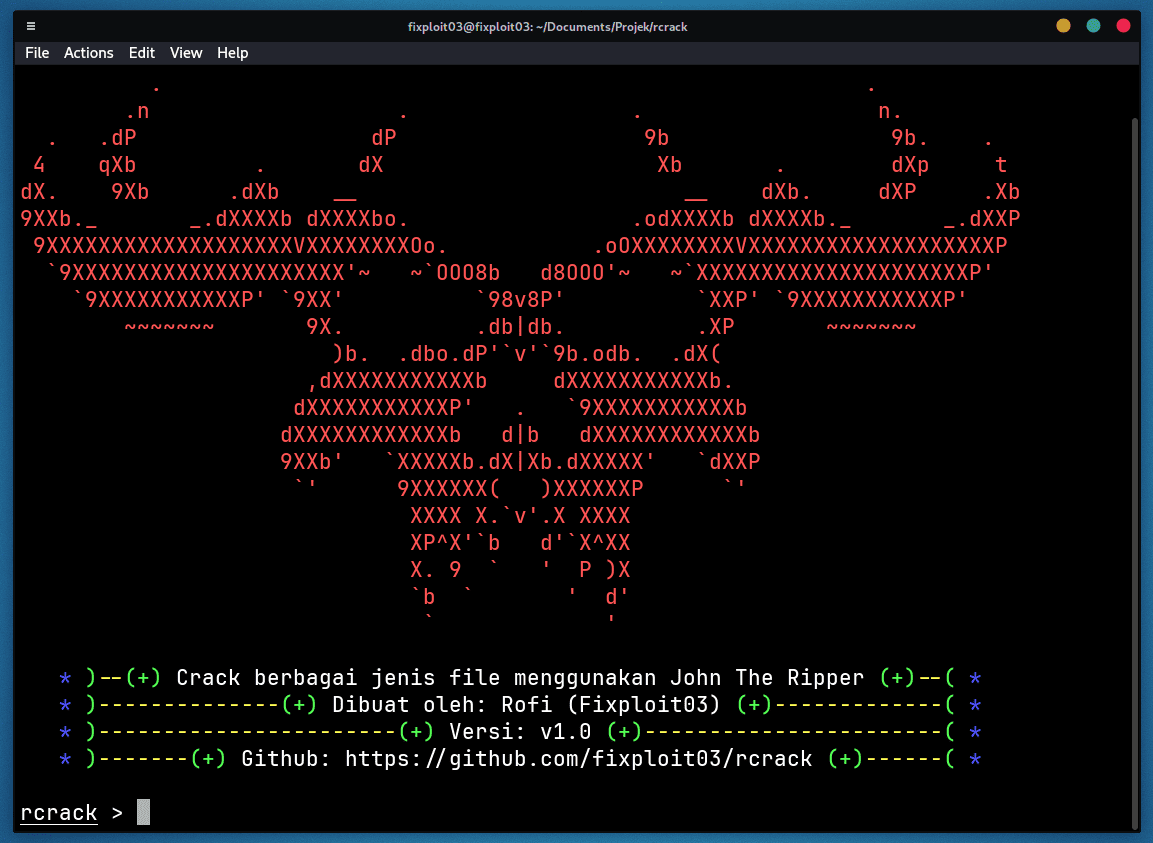 fixploit03@fixploit03: ~/Documents/Projek/rcrack
File Actions Edit View Help
          .                                                       .
        .n                   .                 .                  n.
  .   .dP                  dP                   9b                 9b.    .
 4    qXb         .       dX                     Xb       .        dXp     t
dX.    9Xb      .dXb    __                         __    dXb.     dXP     .Xb
9XXb._       _.dXXXXb dXXXXbo.                 .odXXXXb dXXXXb._       _.dXXP
 9XXXXXXXXXXXXXXXXXXXVXXXXXXXXOo.           .oOXXXXXXXXVXXXXXXXXXXXXXXXXXXXP
  `9XXXXXXXXXXXXXXXXXXXXX'~   ~`OOO8b   d8OOO'~   ~`XXXXXXXXXXXXXXXXXXXXXP'
    `9XXXXXXXXXXXP' `9XX'          `98v8P'          `XXP' `9XXXXXXXXXXXP'
        ~~~~~~~       9X.          .db|db.          .XP       ~~~~~~~
                        )b.  .dbo.dP'`v'`9b.odb.  .dX(
                      ,dXXXXXXXXXXXb     dXXXXXXXXXXXb.
                     dXXXXXXXXXXXP'   .   `9XXXXXXXXXXXb
                    dXXXXXXXXXXXXb   d|b   dXXXXXXXXXXXXb
                    9XXb'   `XXXXXb.dX|Xb.dXXXXX'   `dXXP
                     `'      9XXXXXX(   )XXXXXXP      `'
                              XXXX X.`v'.X XXXX
                              XP^X'`b   d'`X^XX
                              X. 9  `   '  P )X
                              `b  `       '  d'
                               `             '
* )--(+) Crack berbagai jenis file menggunakan John The Ripper (+)--( *
* )--------------(+) Dibuat oleh: Rofi (Fixploit03) (+)-------------( *
* )-----------------------(+) Versi: v1.0 (+)-----------------------( *
* )-------(+) Github: https://github.com/fixploit03/rcrack (+)------( *
rcrack >